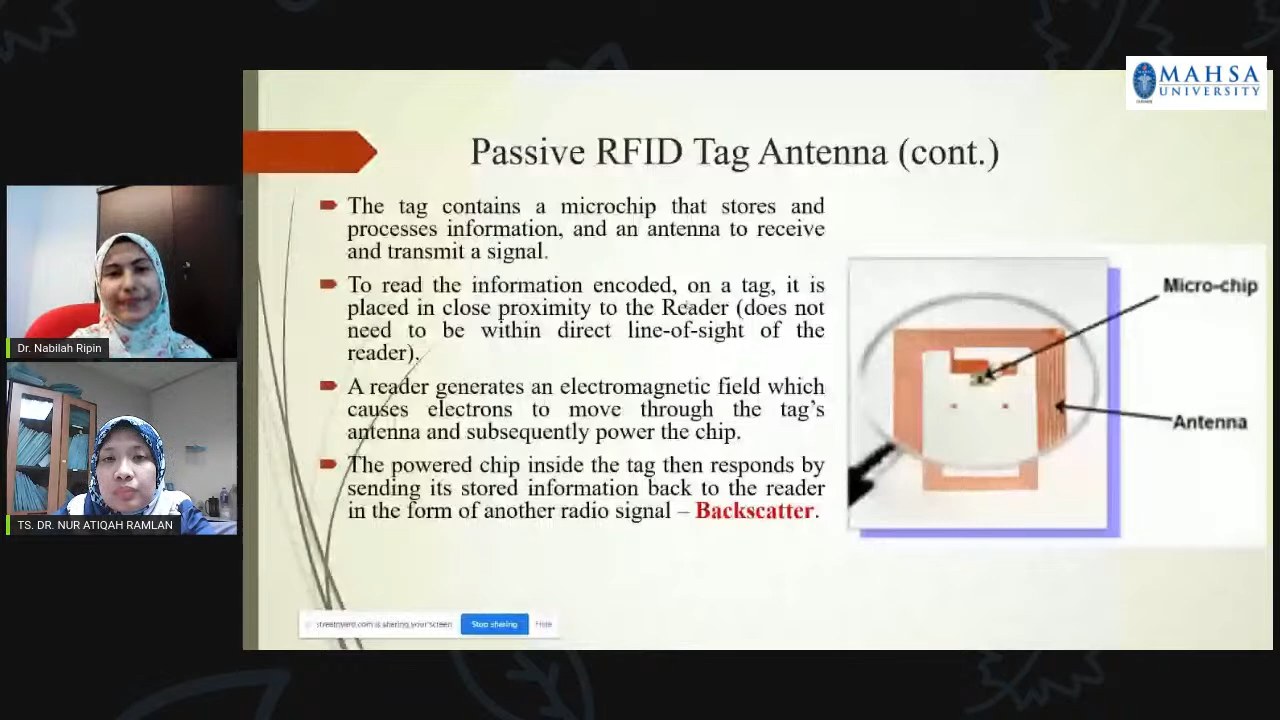 MAHSA
UNIVERSITY
Passive RFID Tag Antenna (cont.)
The tag contains a microchip that stores and
processes information, and an antenna to receive
and transmit a signal.
To read the information encoded, on a tag, it is
placed in close proximity to the Reader (does not
need to be within direct line-of-sight of the
reader).
A reader generates an electromagnetic field which
causes electrons to move through the tag's
antenna and subsequently power the chip.
The powered chip inside the tag then responds by
sending its stored information back to the reader
in the form of another radio signal – Backscatter.
Micro-chip
Antenna
Dr. Nabilah Ripin
TS. DR. NUR ATIQAH RAMLAN
is sharing your screen
Stop sharing
Hide